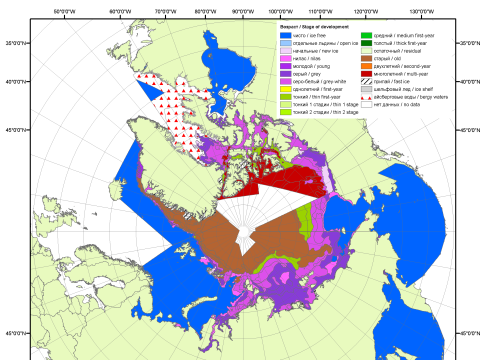 50°0'0"W 60°0'0"W 70°0'0"W 80°0'0"W 90°0'0"W 100°0'0"W 110°0'0"W 120°0'0"W 130°0'0"W
Возраст / Stage of development
чисто / ice free
отдельные льдины / open ice
начальные / new ice
нилас / nilas
молодой / young
серый / grey
серо-белый / grey-white
однолетний / first-year
тонкий / thin first-year
тонкий 1 стадии / thin 1 stage
тонкий 2 стадии / thin 2 stage
средний / medium first-year
толстый / thick first-year
остаточный / residual
старый / old
двухлетний / second-year
многолетний / multi-year
припай / fast ice
шельфовый лед / ice shelf
айсберговые воды / bergy waters
нет данных / no data
35°0'0"N
35°0'0"N
40°0'0"N
40°0'0"N
45°0'0"N
45°0'0"N
45°0'0"N
45°0'0"N